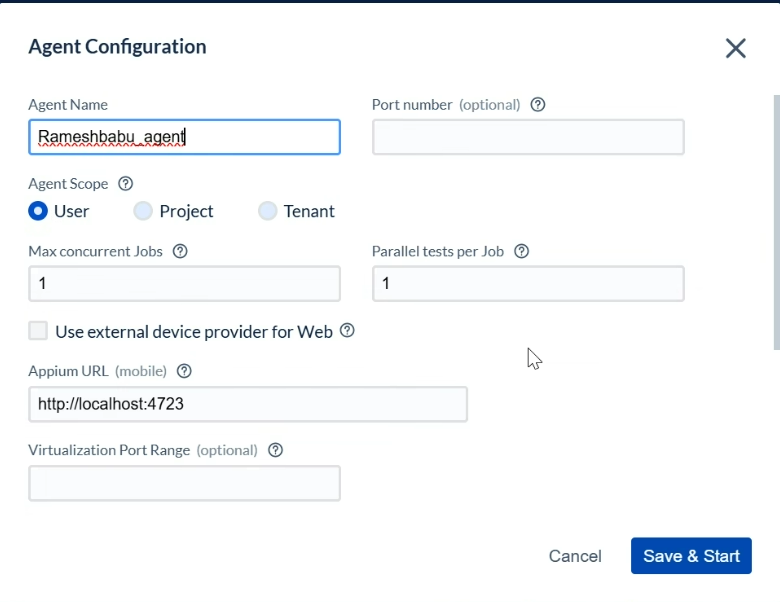 Agent Configuration
Agent Name
Port number (optional)
Rameshbabu_agent
Agent Scope
User Project Tenant
Max concurrent Jobs
Parallel tests per Job
1
1
Use external device provider for Web
Appium URL (mobile)
http://localhost:4723
Virtualization Port Range (optional)
Cancel Save & Start